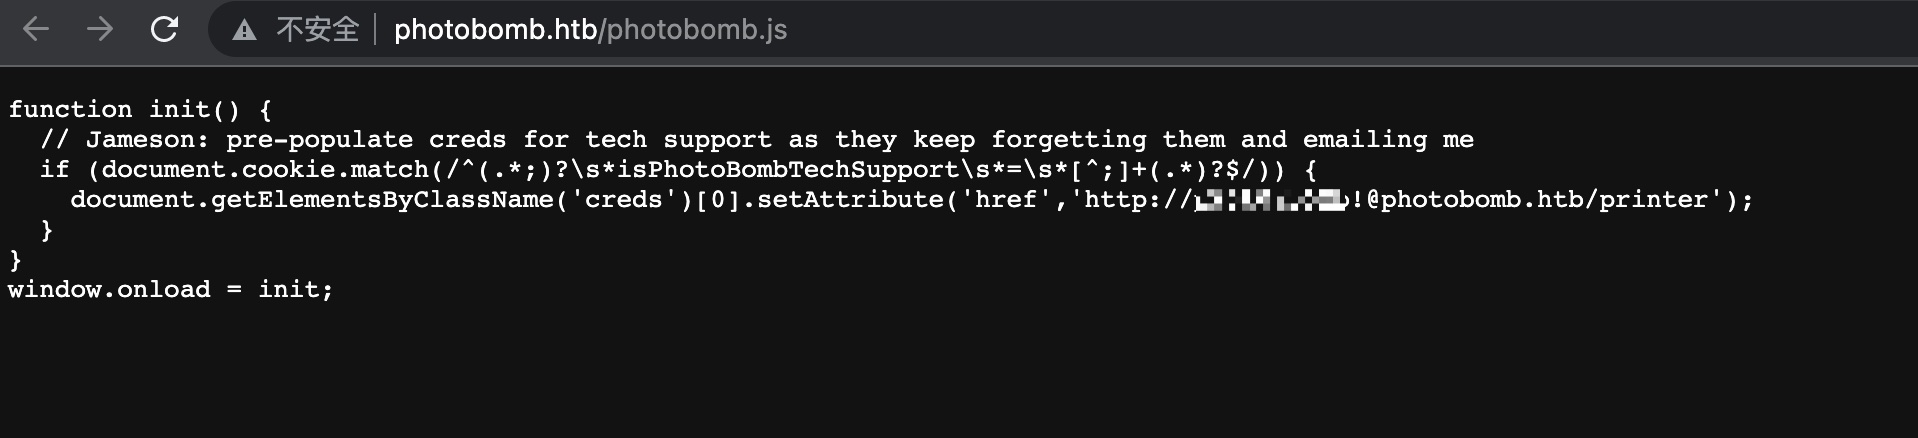 不安全 photobomb.htb/photobomb.js
function init() {
  // Jameson: pre-populate creds for tech support as they keep forgetting them and emailing me
  if (document.cookie.match(/^(.*;)?\s*isPhotoBombTechSupport\s*=\s*[^;]+(.*)?$/)) {
    document.getElementsByClassName('creds')[0].setAttribute('href','http:// !@photobomb.htb/printer');
  }
}
window.onload = init;